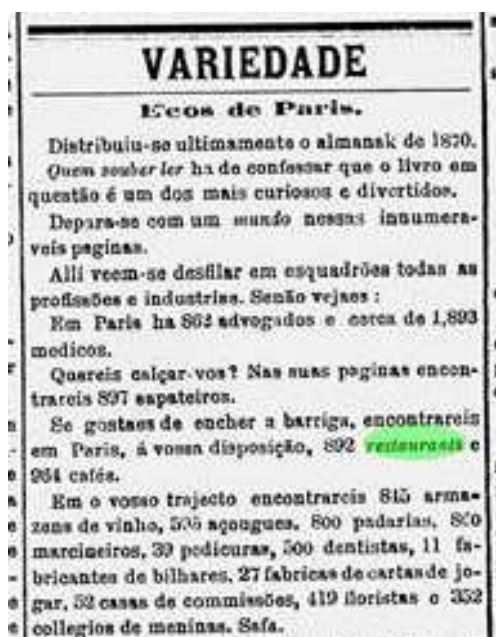 VARIEDADE
Ecos de Paris.
Distribuiu-se ultimamente o almanak de 1870.
Quem souber ler ha de confessar que o livro em
questão é um dos mais curiosos e divertidos.
Depara-se com um mundo nessas innumera-
veis paginas.
Alli veem-se desfilar em esquadrões todas as
profissões e industrias. Senão vejaes :
Em Paris ha 862 advogados e cerca de 1,893
medicos.
Quereis calçar-vos? Nas suas paginas encon-
trareis 897 sapateiros.
Se gostaes de encher a barriga, encontrareis
em Paris, á vossa disposição, 892 restaurants e
964 cafés.
Em o vosso trajecto encontrareis 845 arma-
zens de vinho, açougues, 800 padarias,
marcineiros, 39 pedicuras, 500 dentistas, 11 fa-
bricantes de bilhares, 27 fabricas de cartas de jo-
gar, 52 casas de commissões, 419 floristas e 352
collegios de meninas. Safa.